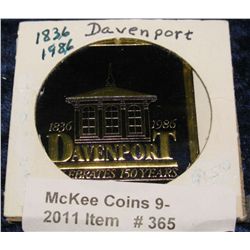 1836 Davenport
1986
1836 1986
DAVENPORT
CELEBRATES 150 YEARS
McKee Coins 9-
2011 Item # 365